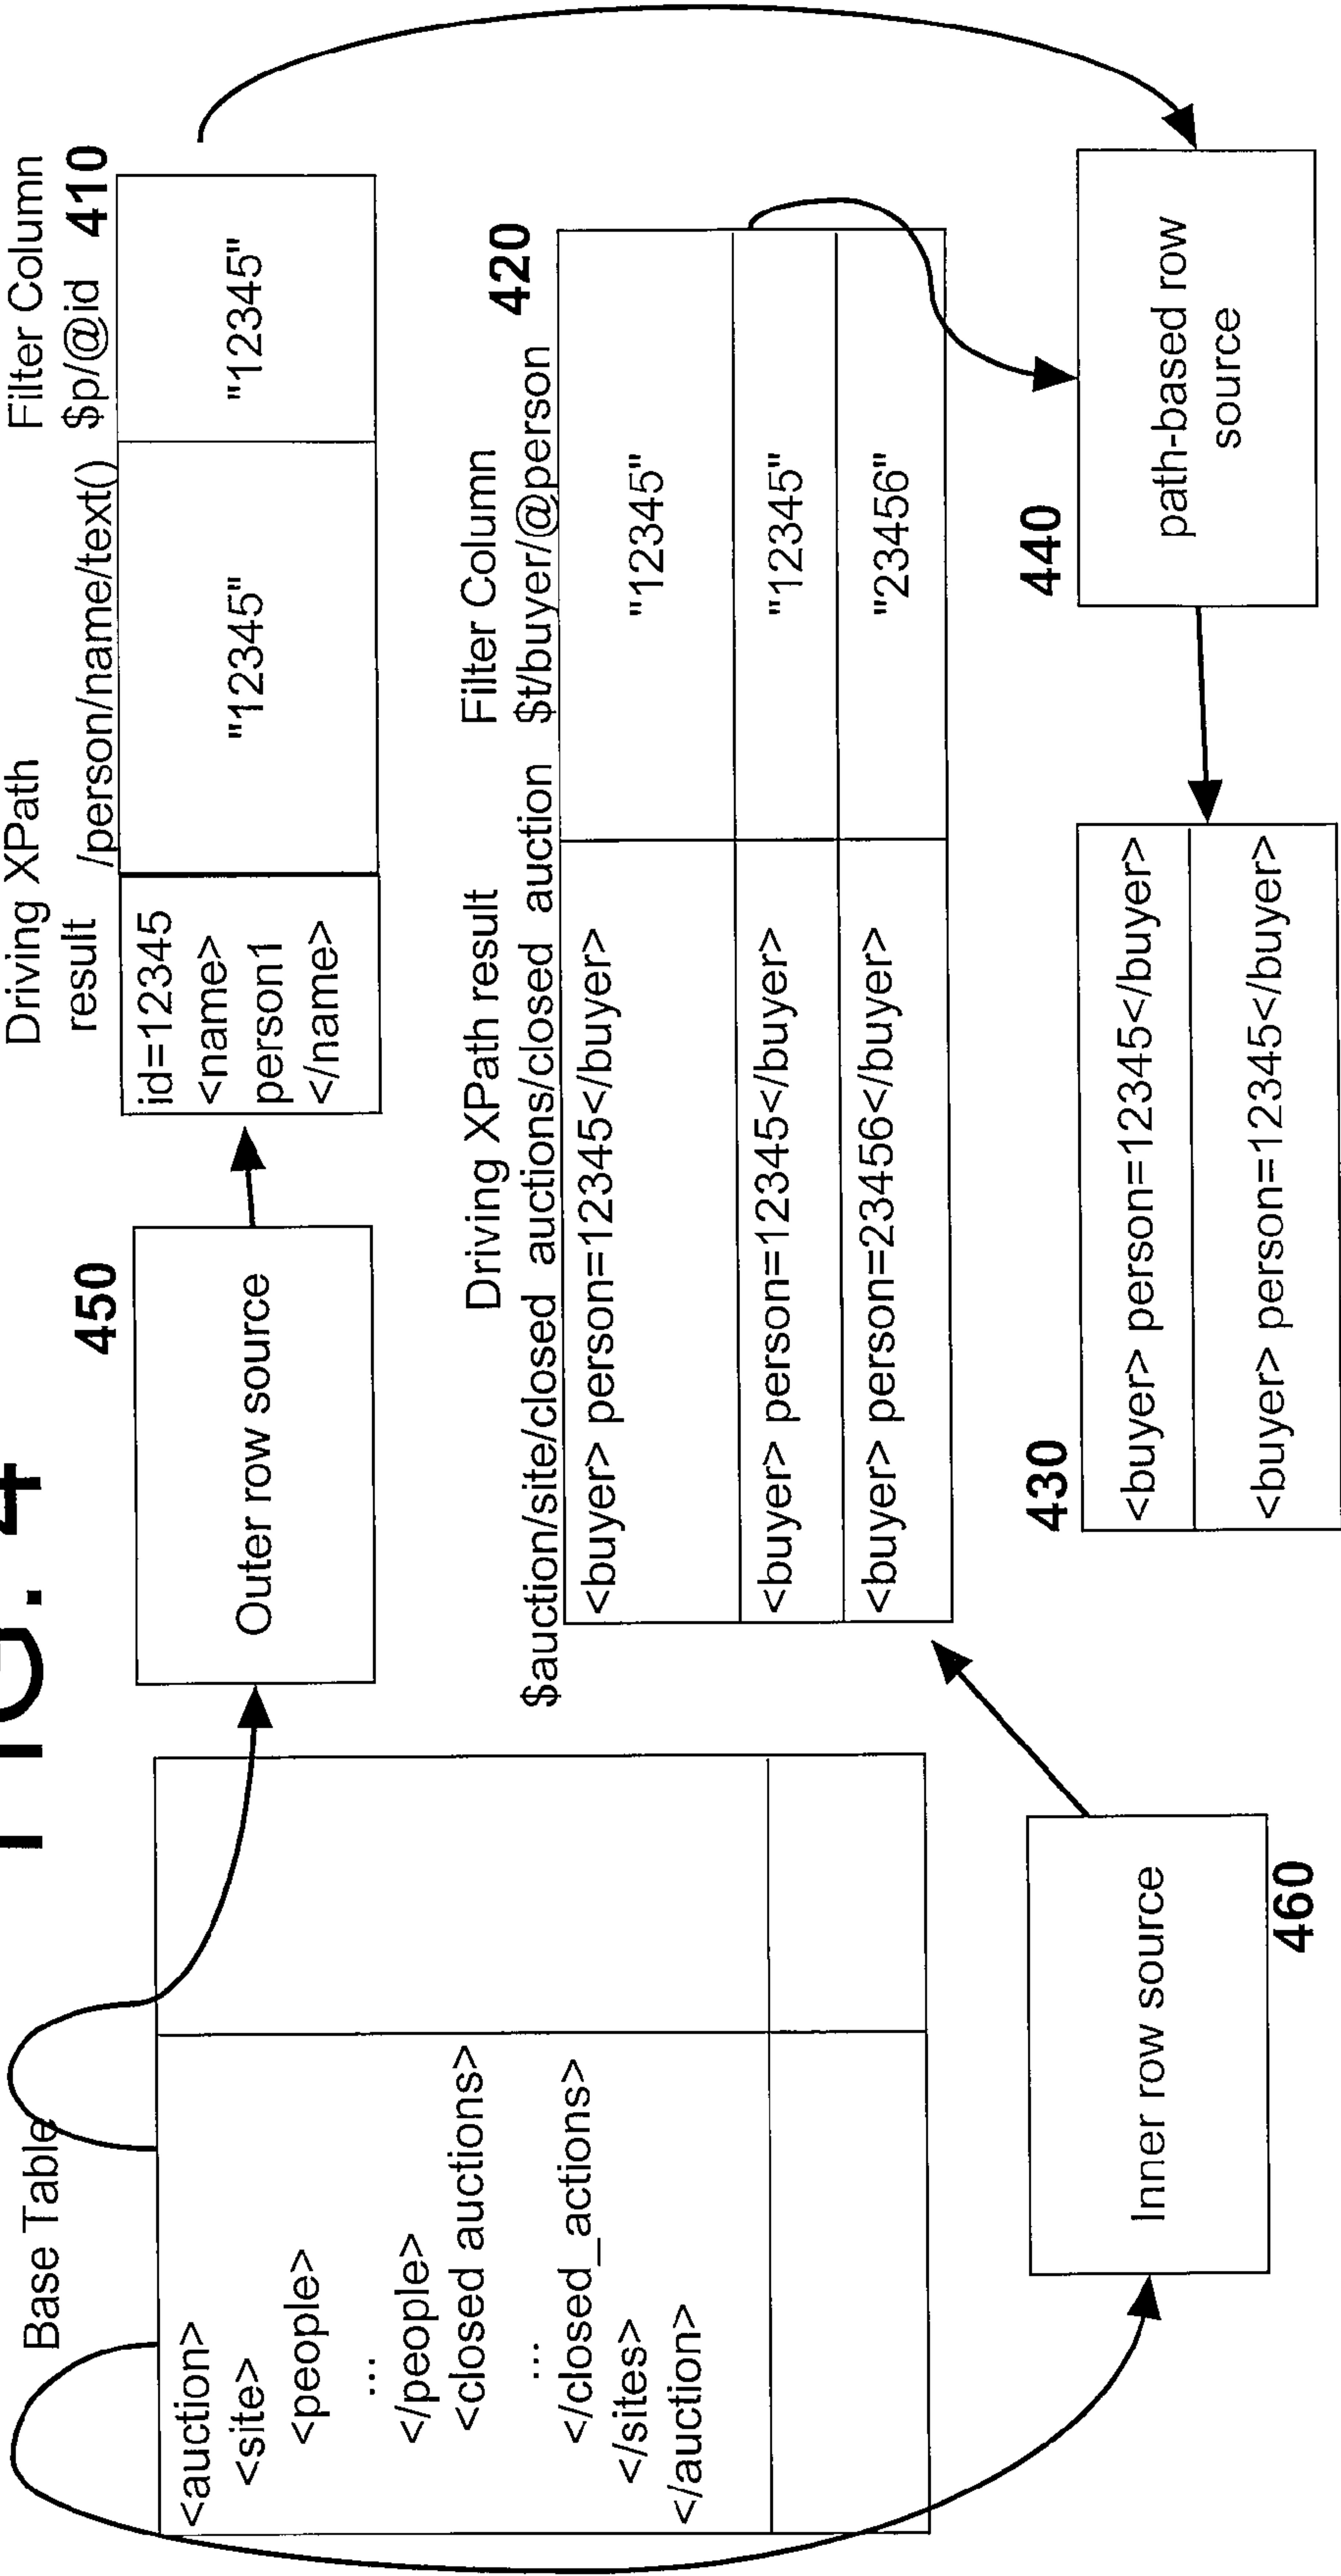 FIG. 4
Base Table
<auction>
<site>
<people>
...
</people>
<closed auctions>
...
</closed_actions>
</sites>
</auction>
450
Outer row source
Driving XPath
result
/person/name/text()
Filter Column
$p/@id 410
id=12345
<name>
person1
</name>
"12345"
"12345"
420
Driving XPath result
$auction/site/closed auctions/closed auction
Filter Column
$t/buyer/@person
<buyer> person=12345</buyer>
"12345"
<buyer> person=12345</buyer>
"12345"
<buyer> person=23456</buyer>
"23456"
Inner row source
460
430
<buyer> person=12345</buyer>
<buyer> person=12345</buyer>
440
path-based row
source